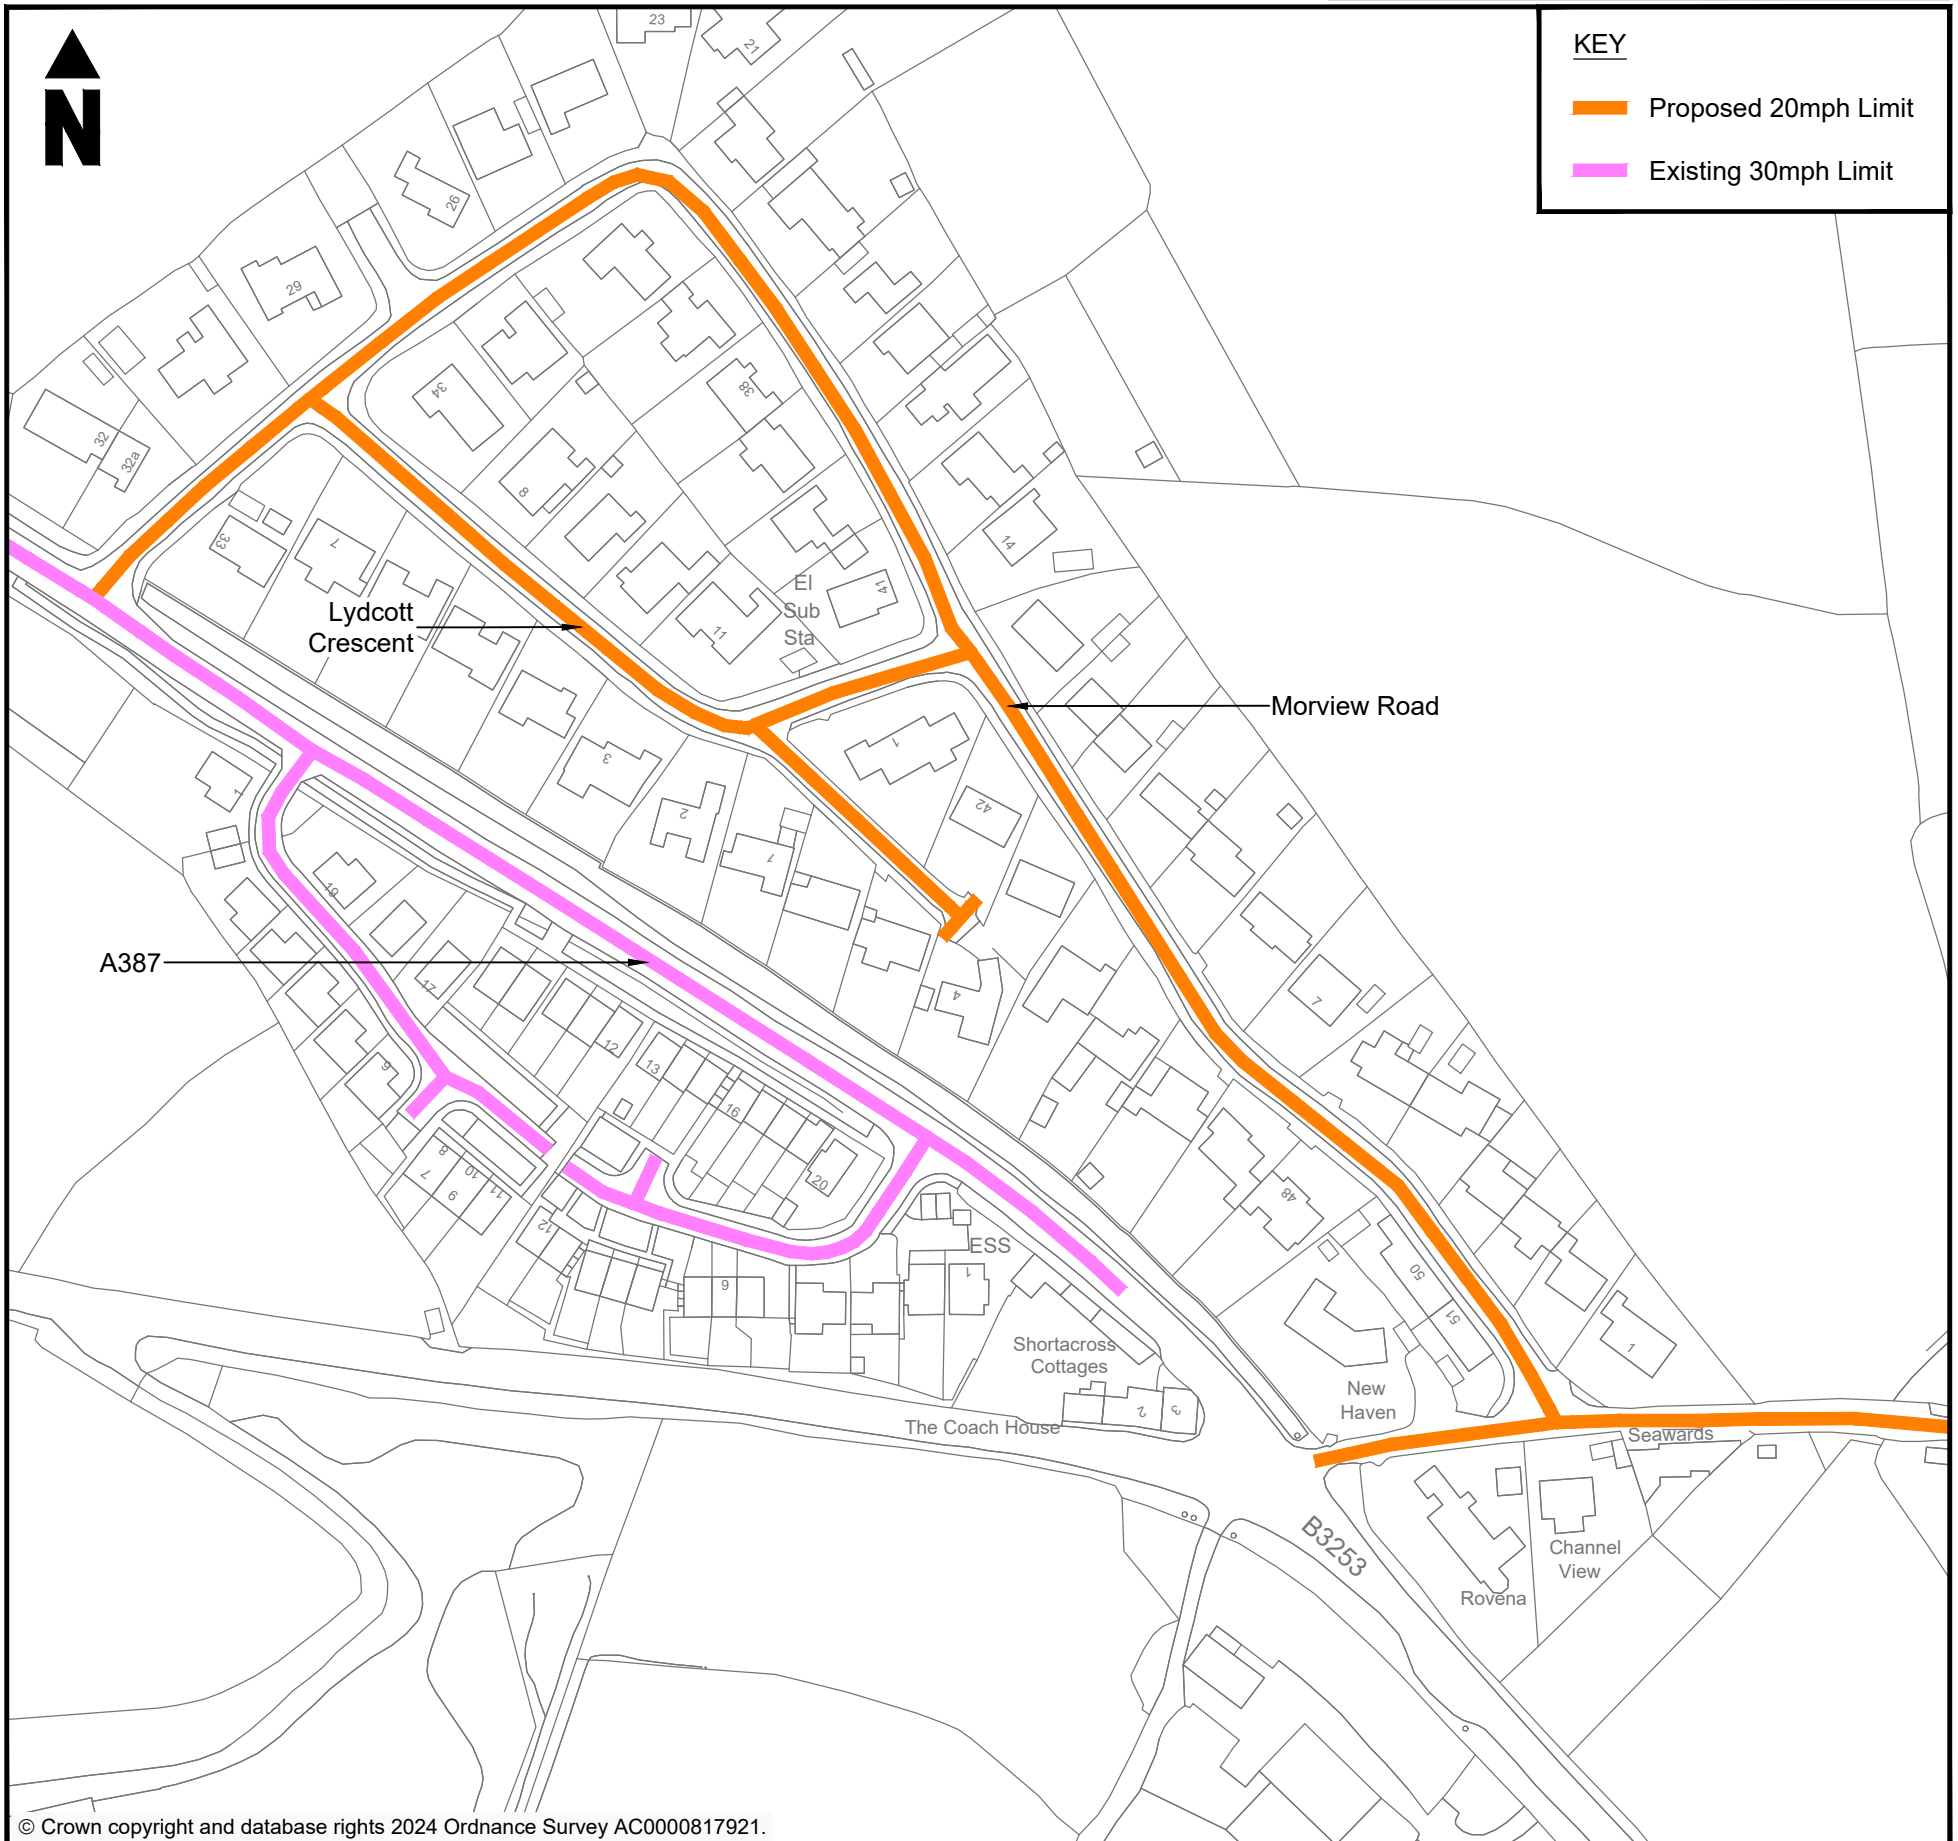 N
KEY
Proposed 20mph Limit
Existing 30mph Limit
23
21
26
29
34
38
32
32a
8
33
7
14
El
Sub
Sta
41
11
Lydcott
Crescent
Morview Road
1
3
42
1
2
1
19
A387
17
4
7
12
13
9
16
8
7
10
11
9
20
12
48
ESS
6
1
50
51
1
Shortacross
Cottages
New
Haven
2
3
The Coach House
Seawards
B3253
Channel
View
Rovena
© Crown copyright and database rights 2024 Ordnance Survey AC0000817921.